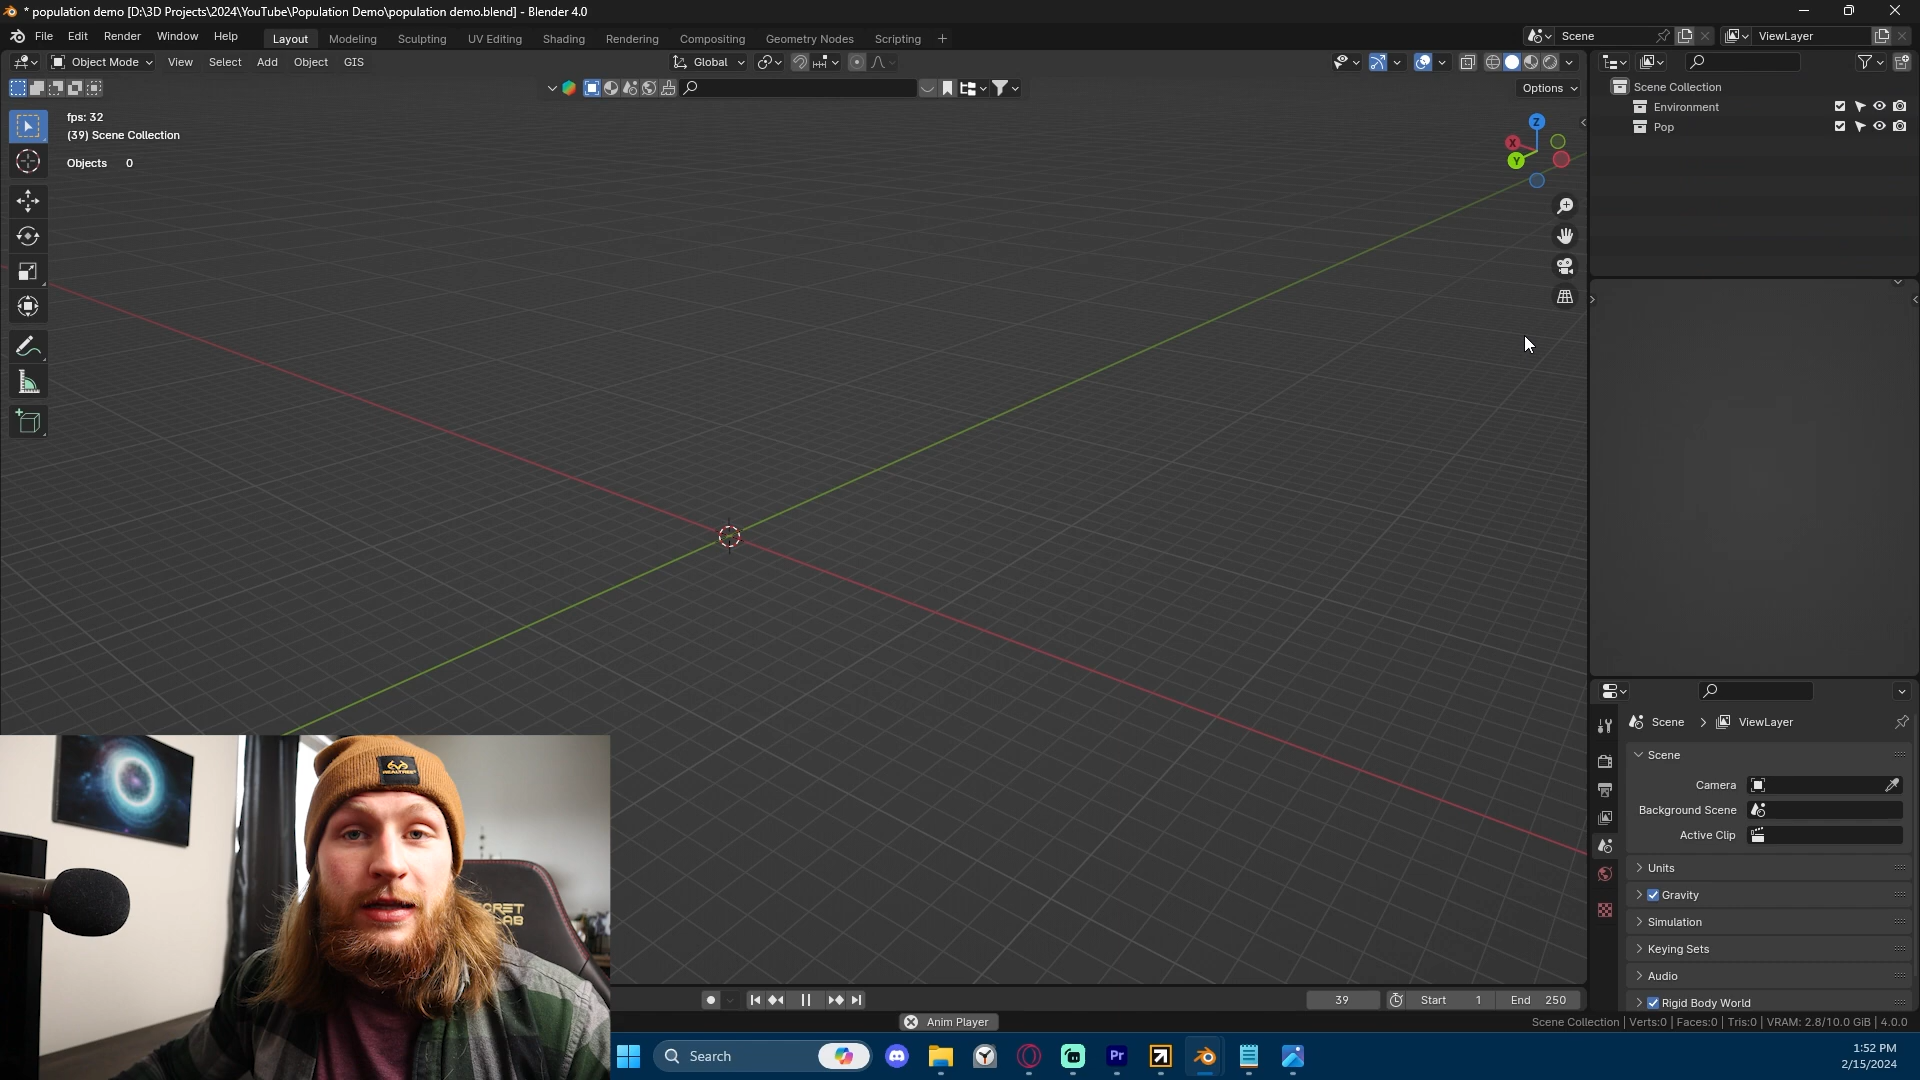 * population demo [D:\3D Projects\2024\YouTube\Population Demo\population demo.blend] - Blender 4.0
File Edit Render Window Help Layout Modeling Sculpting UV Editing Shading Rendering Compositing Geometry Nodes Scripting + Scene ViewLayer
Object Mode View Select Add Object GIS Global
Options
fps: 32
(39) Scene Collection
Objects 0
Z
X
Y
Scene Collection
Environment
Pop
Scene > ViewLayer
Scene
Camera
Background Scene
Active Clip
Units
Gravity
Simulation
Keying Sets
Audio
Rigid Body World
REALTREE
39 Start 1 End 250
Anim Player
Scene Collection | Verts:0 | Faces:0 | Tris:0 | VRAM: 2.8/10.0 GiB | 4.0.0
Search
Pr
1:52 PM
2/15/2024